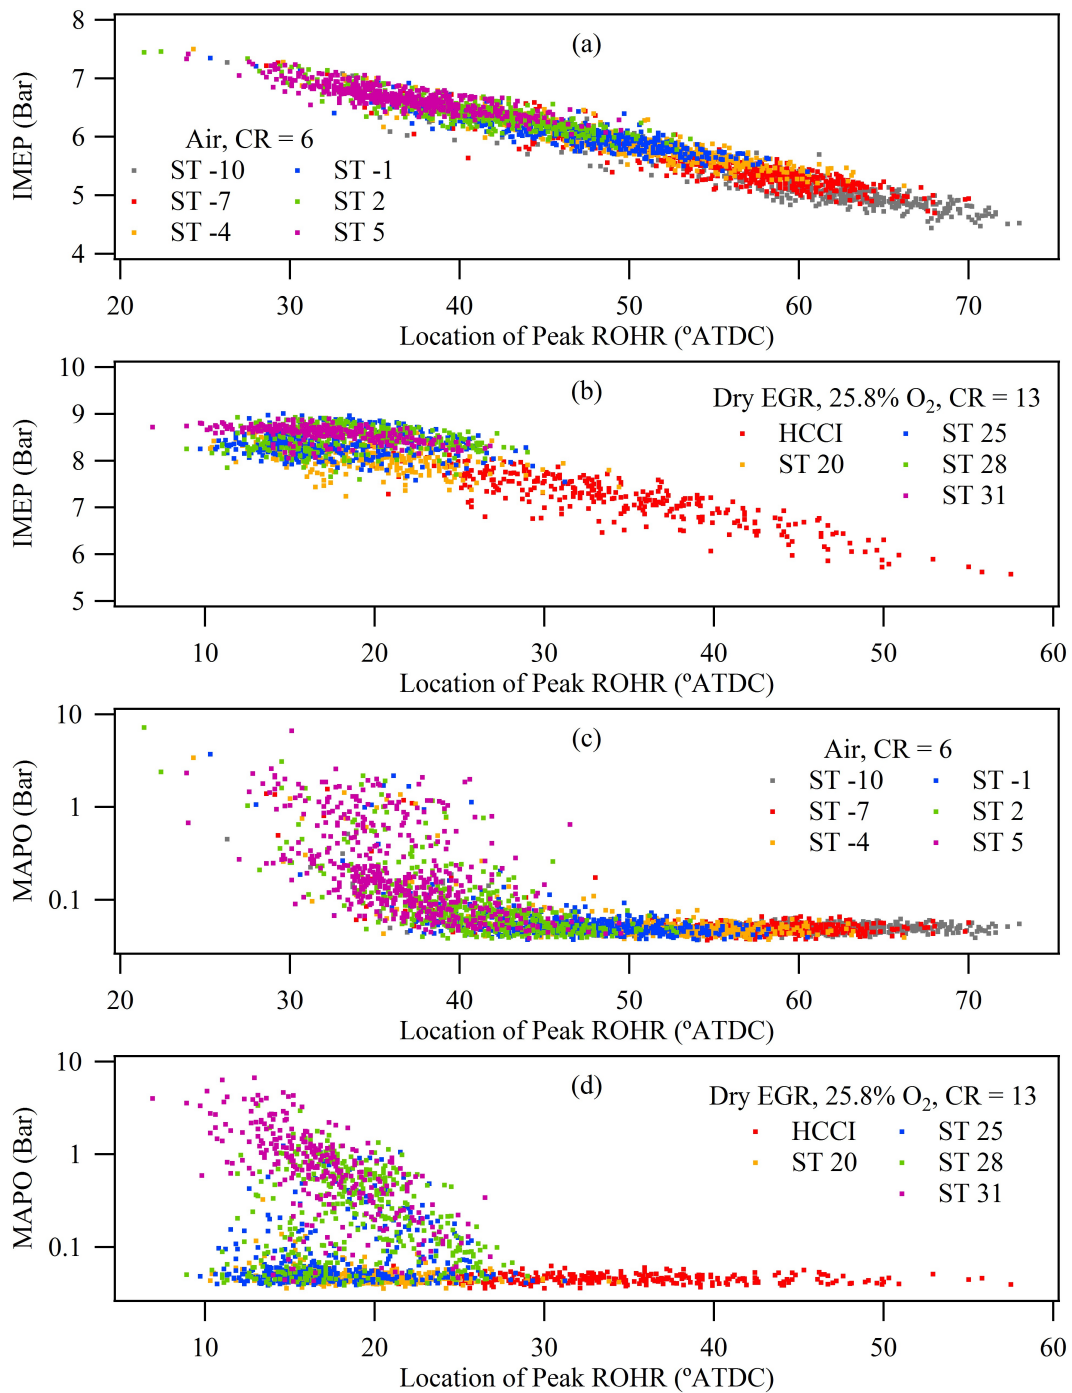 8
7
6
5
4
IMEP (Bar)
(a)
Air, CR = 6
ST -10 ST -1
ST -7 ST 2
ST -4 ST 5
20 30 40 50 60 70
Location of Peak ROHR (ºATDC)
10
9
8
7
6
5
IMEP (Bar)
(b)
Dry EGR, 25.8% O₂, CR = 13
HCCI ST 25
ST 20 ST 28
ST 31
10 20 30 40 50 60
Location of Peak ROHR (ºATDC)
10
1
0.1
MAPO (Bar)
(c)
Air, CR = 6
ST -10 ST -1
ST -7 ST 2
ST -4 ST 5
20 30 40 50 60 70
Location of Peak ROHR (ºATDC)
10
1
0.1
MAPO (Bar)
(d)
Dry EGR, 25.8% O₂, CR = 13
HCCI ST 25
ST 20 ST 28
ST 31
10 20 30 40 50 60
Location of Peak ROHR (ºATDC)